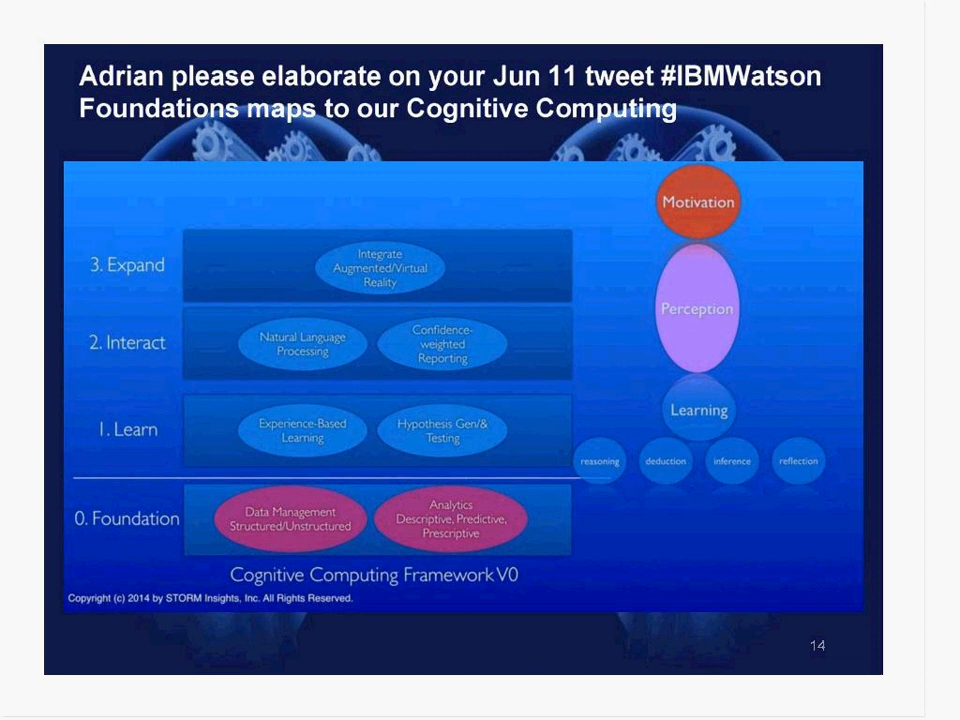 Adrian please elaborate on your Jun 11 tweet #IBMWatson
Foundations maps to our Cognitive Computing
Motivation
3. Expand
Integrate
Augmented/Virtual
Reality
Perception
2. Interact
Natural Language
Processing
Confidence-
weighted
Reporting
Learning
1. Learn
Experience-Based
Learning
Hypothesis Gen/&
Testing
reasoning
deduction
inference
reflection
0. Foundation
Data Management
Structured/Unstructured
Analytics
Descriptive, Predictive,
Prescriptive
Cognitive Computing Framework V0
Copyright (c) 2014 by STORM Insights, Inc. All Rights Reserved.
14